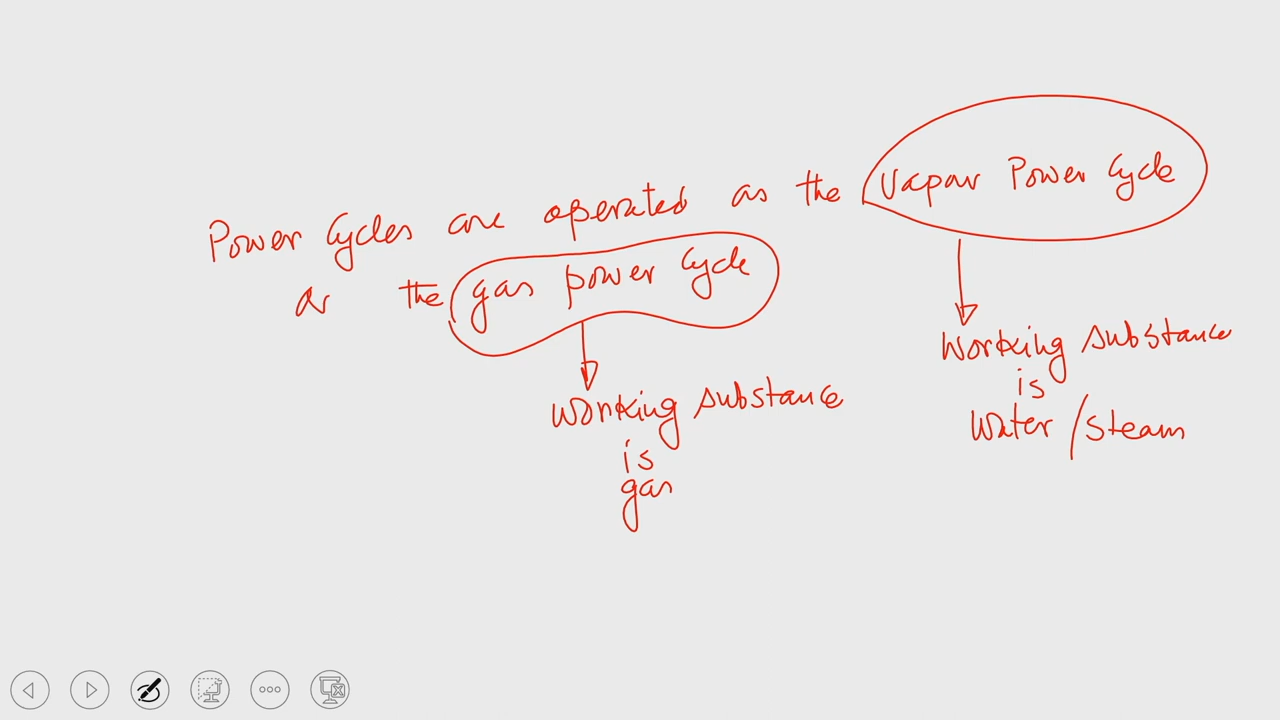 Power Cycles are operated as the Vapour Power Cycle
or the gas power cycle
Working substance
is
Water / Steam
Working substance
is
gas